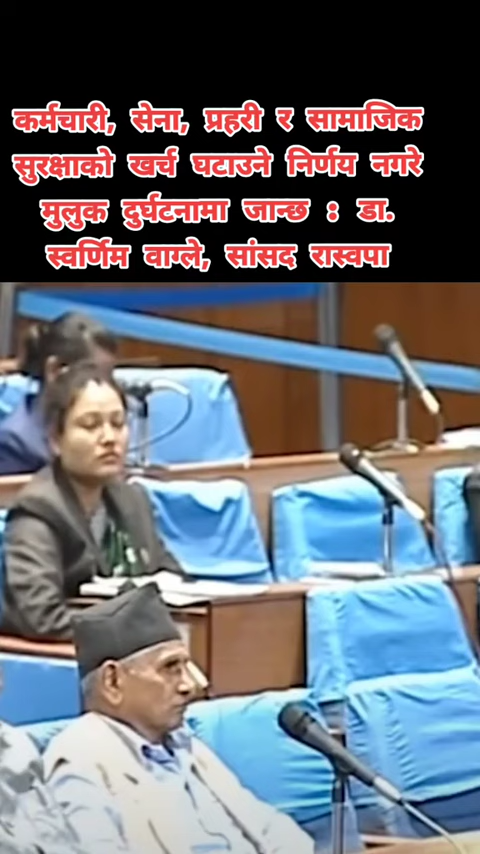 कर्मचारी, सेना, प्रहरी र सामाजिक
सुरक्षाको खर्च घटाउने निर्णय नगरे
मुलुक दुर्घटनामा जान्छ : डा.
स्वर्णिम वाग्ले, सांसद रास्वपा